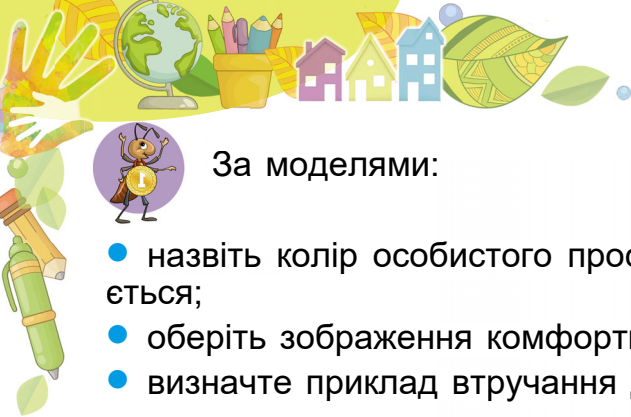 За моделями:
● назвіть колір особистого прос
ється;
● оберіть зображення комфорт
● визначте приклад втручання